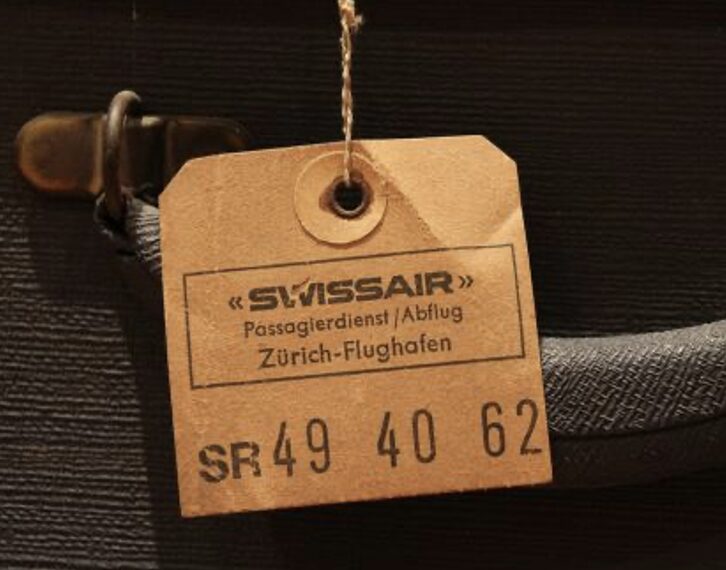 «SWISSAIR»
Passagierdienst/Abflug
Zürich-Flughafen
SR 49 40 62